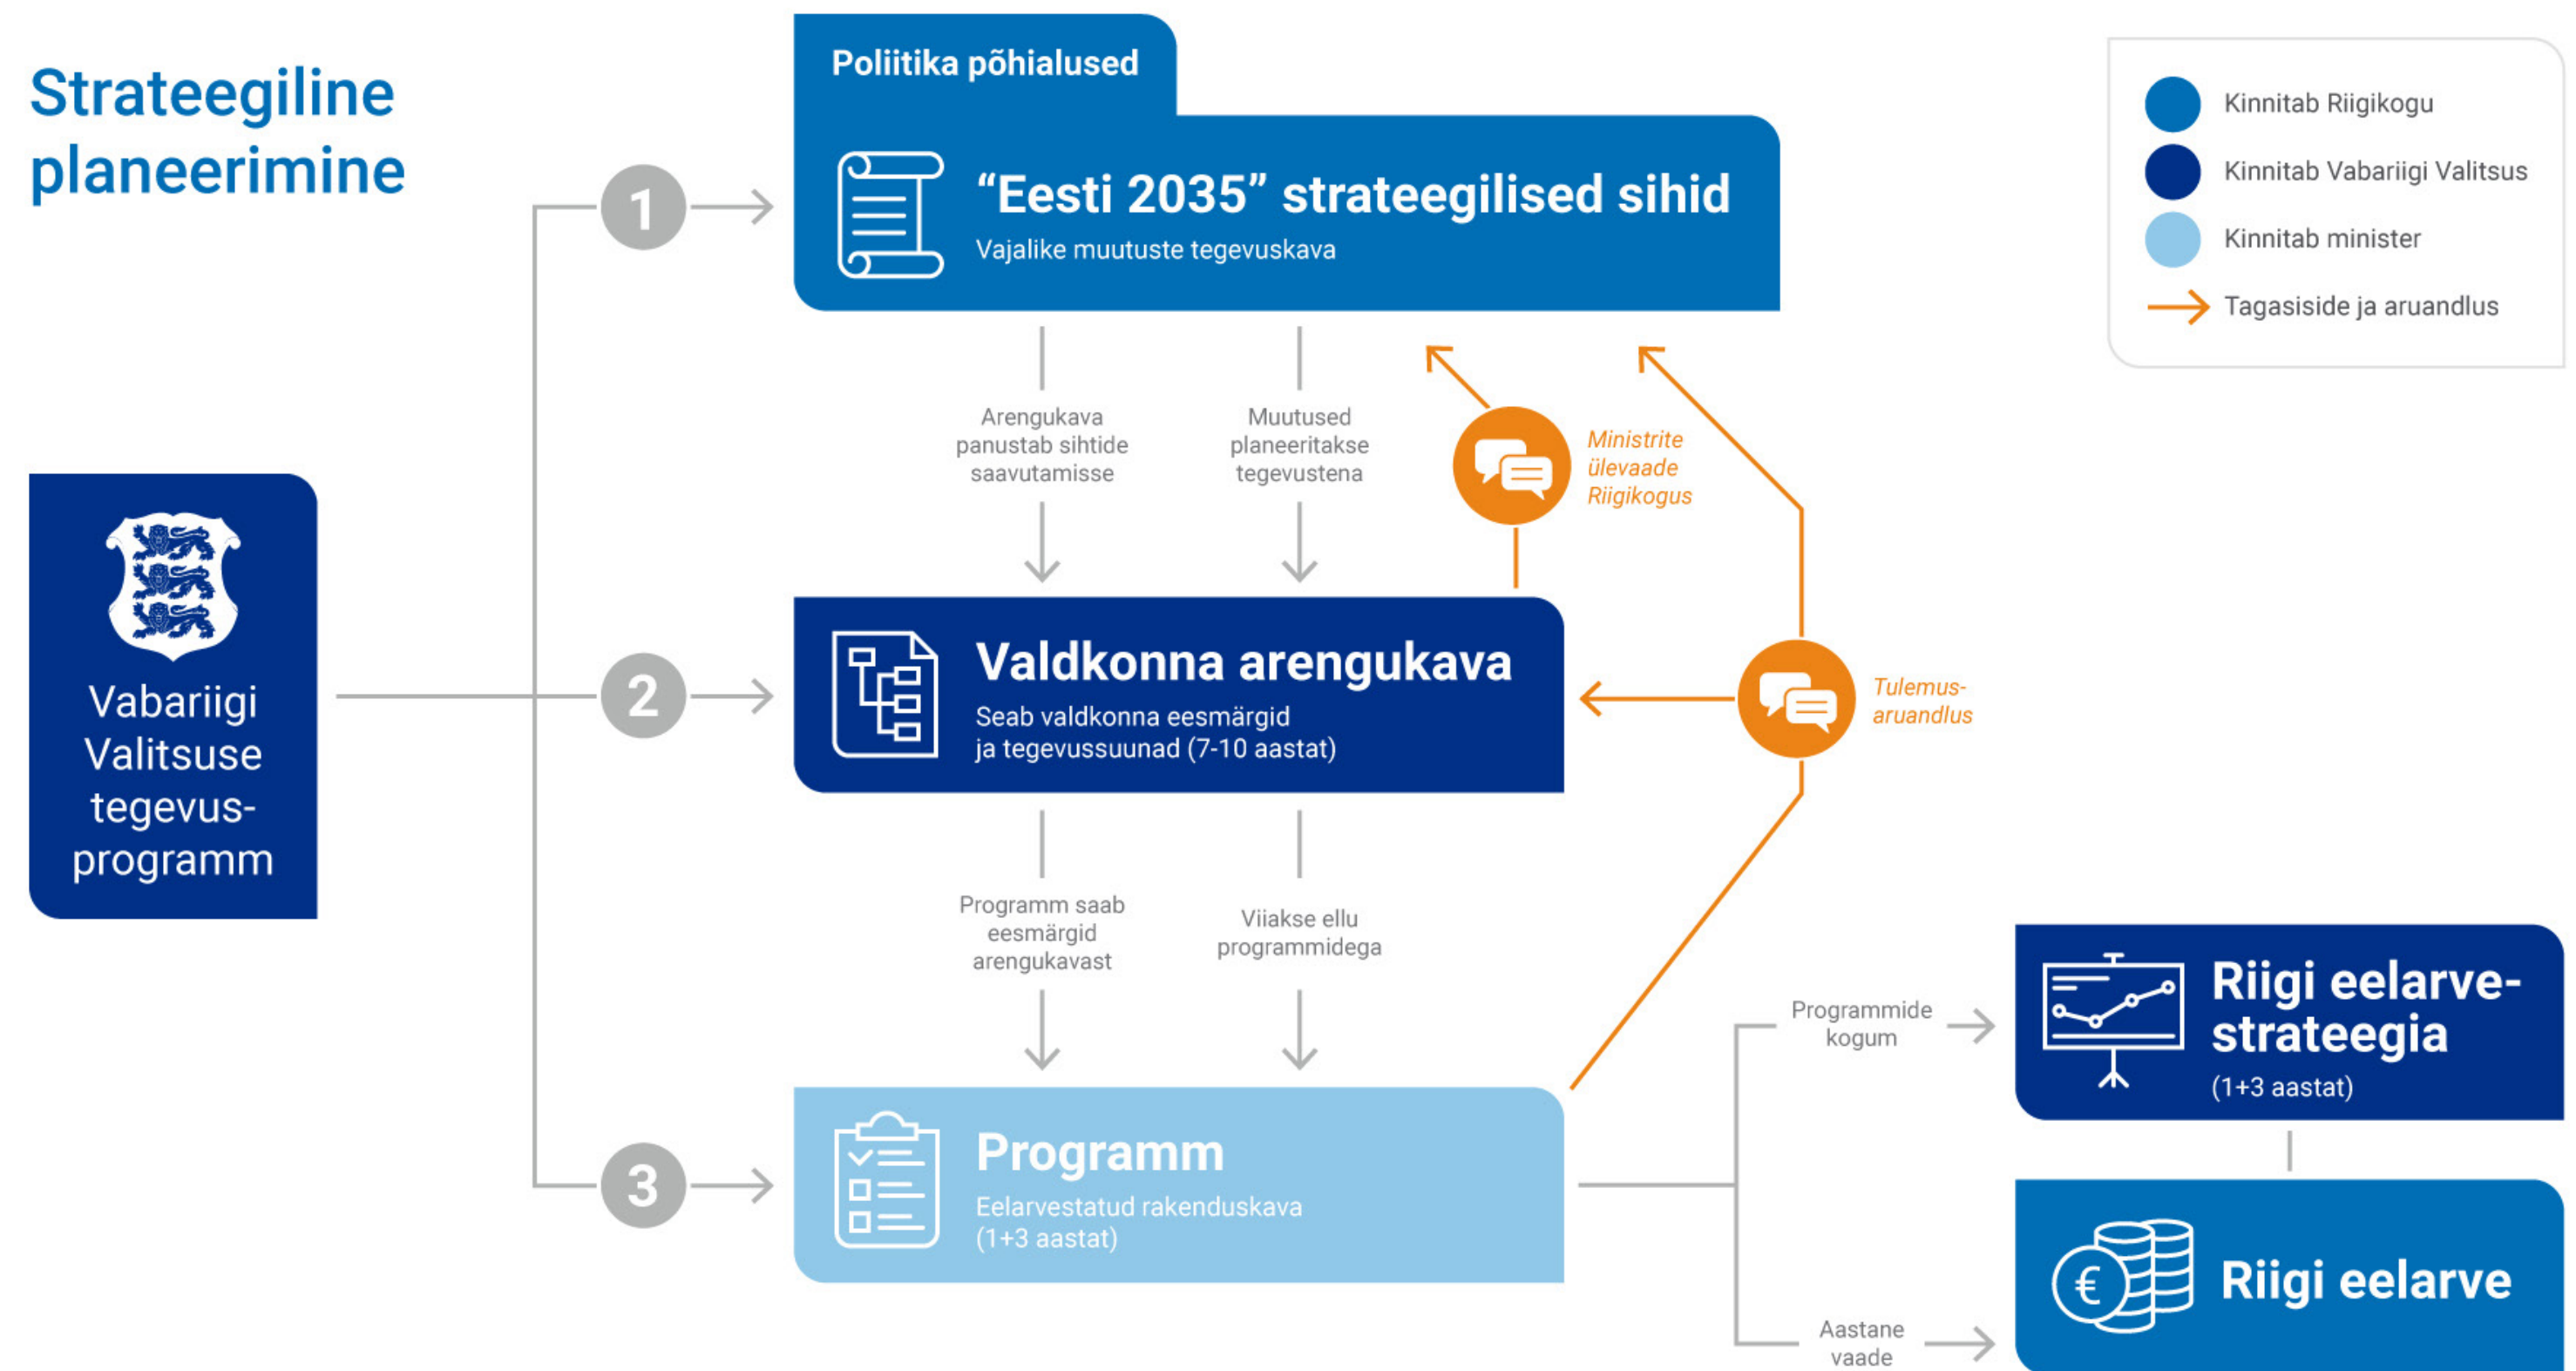 Strateegiline
planeerimine
Poliitika põhialused
“Eesti 2035” strateegilised sihid
Vajalike muutuste tegevuskava
Kinnitab Riigikogu
Kinnitab Vabariigi Valitsus
Kinnitab minister
Tagasiside ja aruandlus
1
Arengukava
panustab sihtide
saavutamisse
Muutused
planeeritakse
tegevustena
Ministrite
ülevaade
Riigikogus
Vabariigi
Valitsuse
tegevus-
programm
2
Valdkonna arengukava
Seab valdkonna eesmärgid
ja tegevussuunad (7-10 aastat)
Tulemus-
aruandlus
Programm saab
eesmärgid
arengukavast
Viiakse ellu
programmidega
3
Programm
Eelarvestatud rakenduskava
(1+3 aastat)
Programmide
kogum
Riigi eelarve-
strateegia
(1+3 aastat)
Aastane
vaade
€
Riigi eelarve